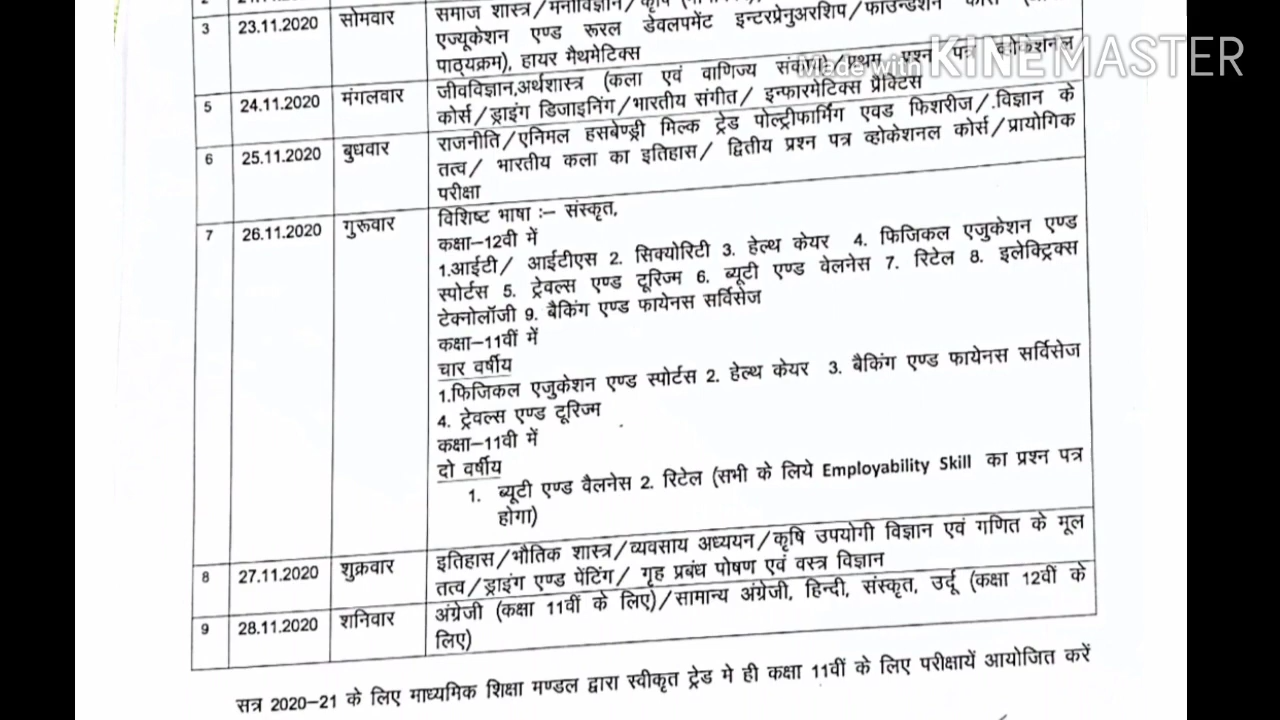 समाज शास्त्र/मनोविज्ञान/कृषि
3 23.11.2020 सोमवार एज्यूकेशन एण्ड रूरल डेवलपमेंट इन्टरप्रेनुअरशिप/फाउन्डेशन कोर्स
पाठ्यक्रम), हायर मैथमेटिक्स
Made with KINEMASTER
जीवविज्ञान,अर्थशास्त्र (कला एवं वाणिज्य संकाय)/प्रथम प्रश्न पत्र व्होकेशनल
5 24.11.2020 मंगलवार कोर्स/ड्राइंग डिजाइनिंग/भारतीय संगीत/ इन्फारमेटिक्स प्रैक्टिस
राजनीति/एनिमल हसबेण्ड्री मिल्क ट्रेड पोल्ट्रीफार्मिंग एवड फिशरीज/.विज्ञान के
6 25.11.2020 बुधवार तत्व/ भारतीय कला का इतिहास/ द्वितीय प्रश्न पत्र व्होकेशनल कोर्स/प्रायोगिक
परीक्षा
7 26.11.2020 गुरूवार विशिष्ट भाषा :– संस्कृत,
कक्षा–12वी में
1.आईटी/ आईटीएस 2. सिक्योरिटी 3. हेल्थ केयर 4. फिजिकल एजुकेशन एण्ड
स्पोर्टस 5. ट्रेवल्स एण्ड टूरिज्म 6. ब्यूटी एण्ड वेलनेस 7. रिटेल 8. इलेक्ट्रिक्स
टेक्नोलॉजी 9. बैकिंग एण्ड फायेनस सर्विसेज
कक्षा–11वीं में
चार वर्षीय
1.फिजिकल एजुकेशन एण्ड स्पोर्टस 2. हेल्थ केयर 3. बैकिंग एण्ड फायेनस सर्विसेज
4. ट्रेवल्स एण्ड टूरिज्म
कक्षा–11वी में
दो वर्षीय
1. ब्यूटी एण्ड वैलनेस 2. रिटेल (सभी के लिये Employability Skill का प्रश्न पत्र
होगा)
इतिहास/भौतिक शास्त्र/व्यवसाय अध्ययन/कृषि उपयोगी विज्ञान एवं गणित के मूल
8 27.11.2020 शुक्रवार तत्व/ड्राइंग एण्ड पेंटिंग/ गृह प्रबंध पोषण एवं वस्त्र विज्ञान
9 28.11.2020 शनिवार अंग्रेजी (कक्षा 11वीं के लिए)/सामान्य अंग्रेजी, हिन्दी, संस्कृत, उर्दू (कक्षा 12वीं के
लिए)
सत्र 2020–21 के लिए माध्यमिक शिक्षा मण्डल द्वारा स्वीकृत ट्रेड मे ही कक्षा 11वीं के लिए परीक्षायें आयोजित करें